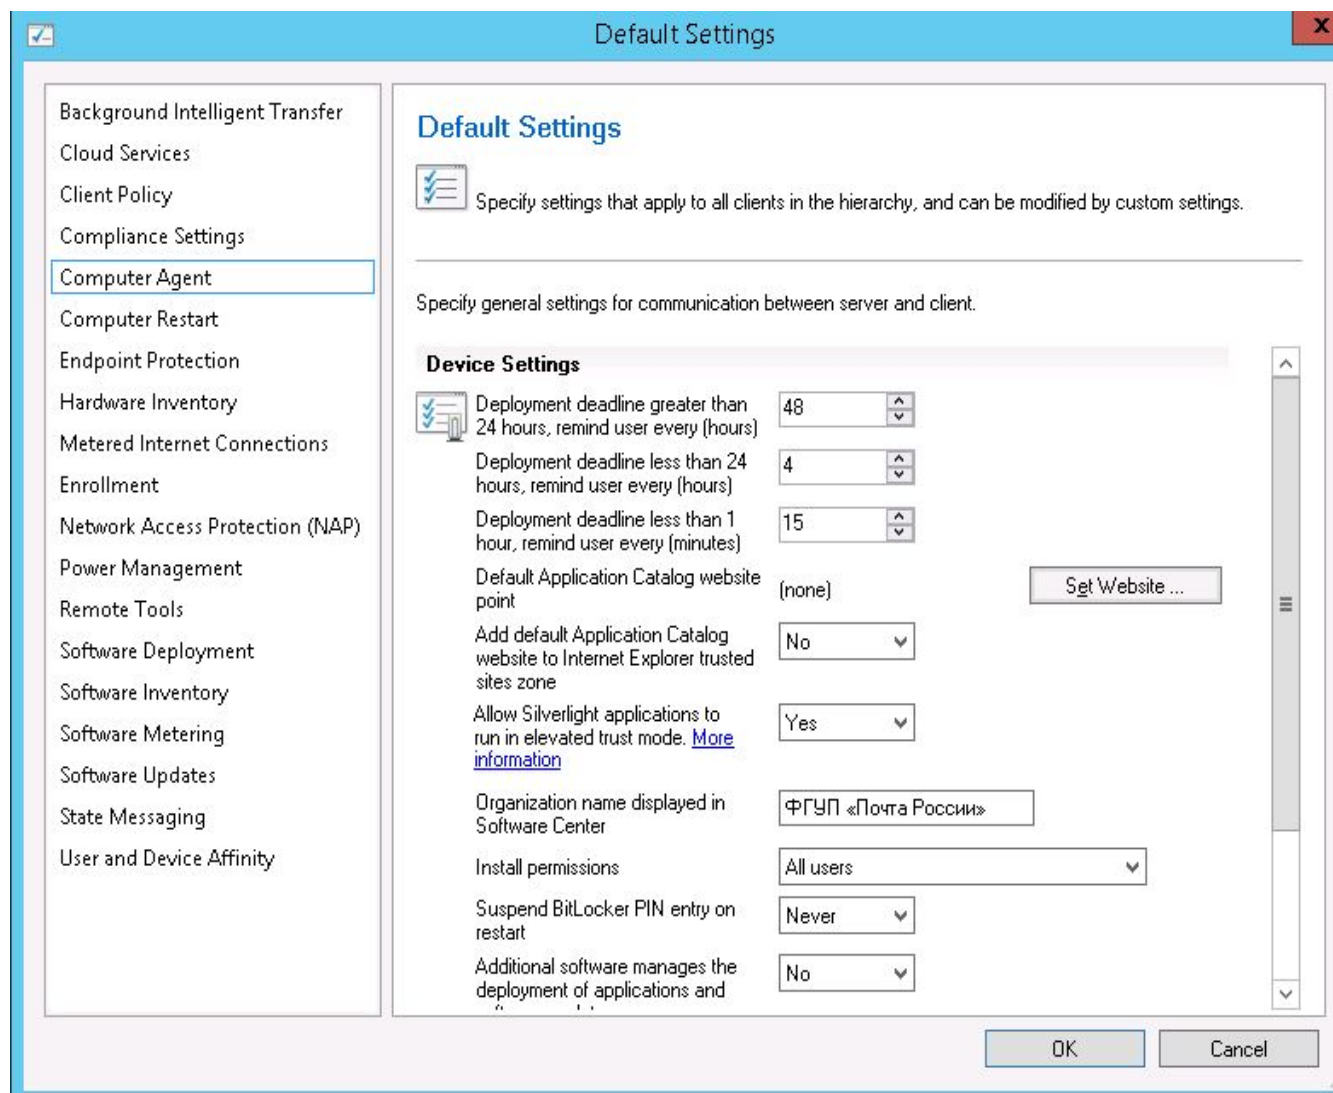 Default Settings
x
Background Intelligent Transfer
Cloud Services
Client Policy
Compliance Settings
Computer Agent
Computer Restart
Endpoint Protection
Hardware Inventory
Metered Internet Connections
Enrollment
Network Access Protection (NAP)
Power Management
Remote Tools
Software Deployment
Software Inventory
Software Metering
Software Updates
State Messaging
User and Device Affinity
Default Settings
Specify settings that apply to all clients in the hierarchy, and can be modified by custom settings.
Specify general settings for communication between server and client.
Device Settings
Deployment deadline greater than
24 hours, remind user every (hours)
48
Deployment deadline less than 24
hours, remind user every (hours)
4
Deployment deadline less than 1
hour, remind user every (minutes)
15
Default Application Catalog website
point
(none)
Set Website ...
Add default Application Catalog
website to Internet Explorer trusted
sites zone
No
Allow Silverlight applications to
run in elevated trust mode. More
information
Yes
Organization name displayed in
Software Center
ФГУП «Почта России»
Install permissions
All users
Suspend BitLocker PIN entry on
restart
Never
Additional software manages the
deployment of applications and
No
OK
Cancel